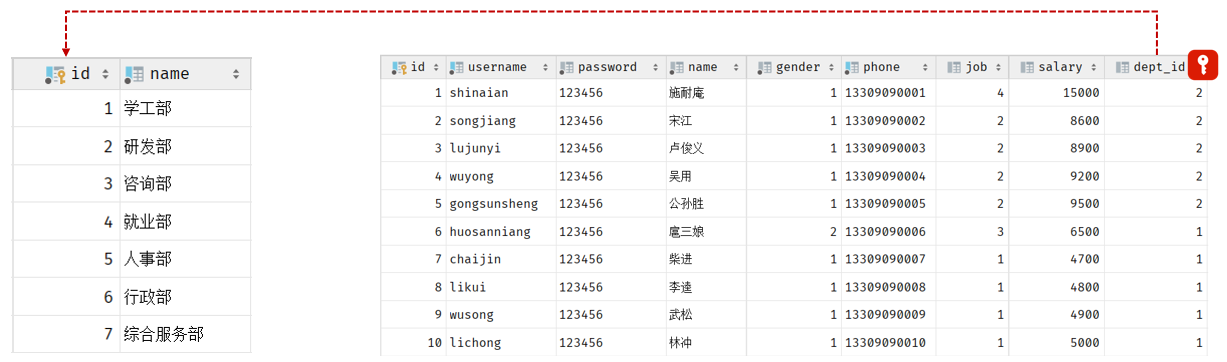 id name
1 学工部
2 研发部
3 咨询部
4 就业部
5 人事部
6 行政部
7 综合服务部
id username password name gender phone job salary dept_id
1 shinaian 123456 施耐庵 1 13309090001 4 15000 2
2 songjiang 123456 宋江 1 13309090002 2 8600 2
3 lujunyi 123456 卢俊义 1 13309090003 2 8900 2
4 wuyong 123456 吴用 1 13309090004 2 9200 2
5 gongsunsheng 123456 公孙胜 1 13309090005 2 9500 2
6 huosanniang 123456 扈三娘 2 13309090006 3 6500 1
7 chaijin 123456 柴进 1 13309090007 1 4700 1
8 likui 123456 李逵 1 13309090008 1 4800 1
9 wusong 123456 武松 1 13309090009 1 4900 1
10 lichong 123456 林冲 1 13309090010 1 5000 1